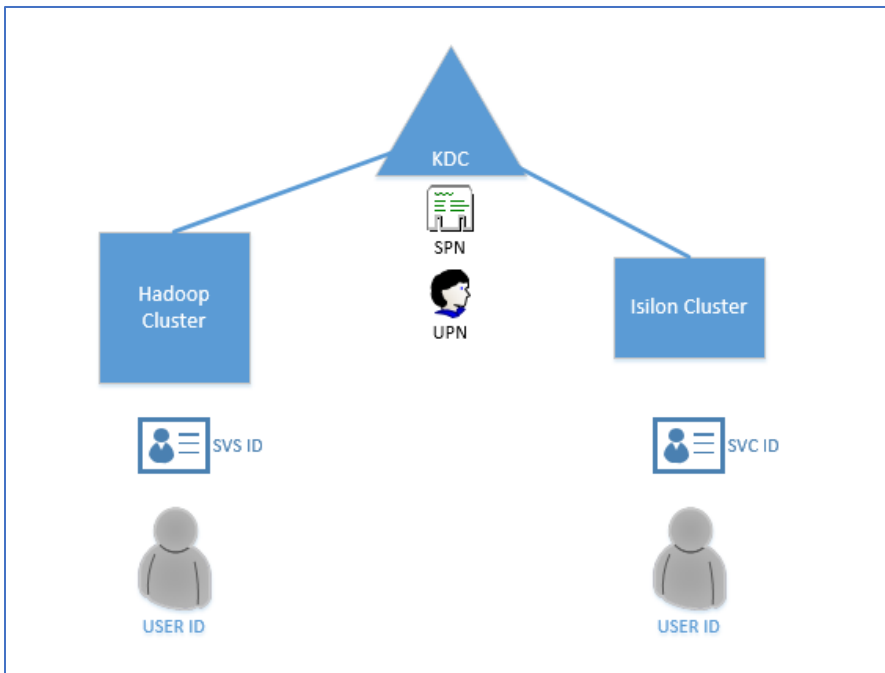 KDC
SPN
UPN
Hadoop
Cluster
Isilon Cluster
SVS ID
SVC ID
USER ID
USER ID